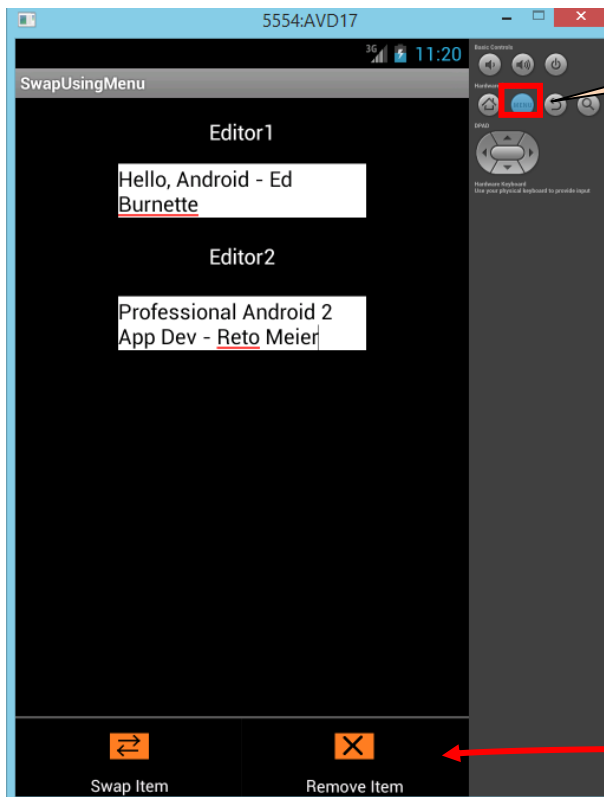 5554:AVD17
3G 11:20
SwapUsingMenu
Editor1
Hello, Android - Ed
Burnette
Editor2
Professional Android 2
App Dev - Reto Meier
Swap Item
Remove Item
Basic Controls
Hardware
MENU
DPAD
Hardware Keyboard
Use your physical keyboard to provide input